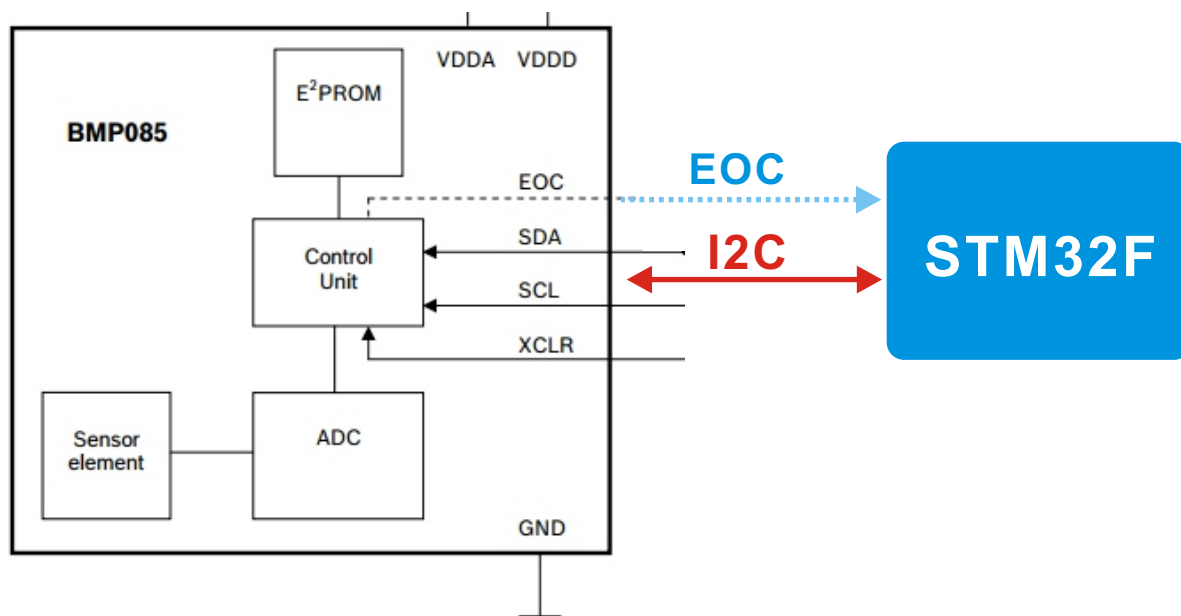 VDDA VDDD
E²PROM
BMP085
EOC
EOC
SDA
I2C
STM32F
Control
Unit
SCL
XCLR
Sensor
element
ADC
GND